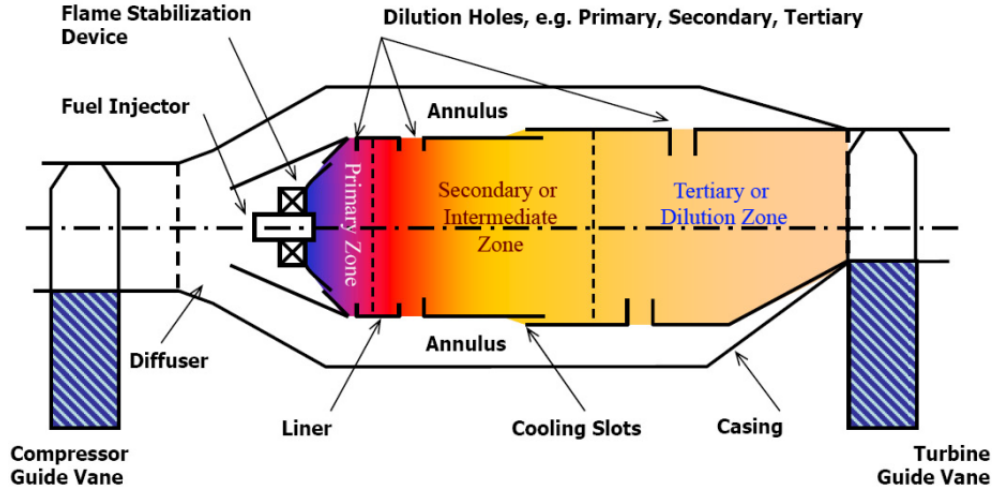 Flame Stabilization
Device
Dilution Holes, e.g. Primary, Secondary, Tertiary
Fuel Injector
Annulus
Primary Zone
Secondary or
Intermediate
Zone
Tertiary or
Dilution Zone
Annulus
Diffuser
Liner
Cooling Slots
Casing
Compressor
Guide Vane
Turbine
Guide Vane